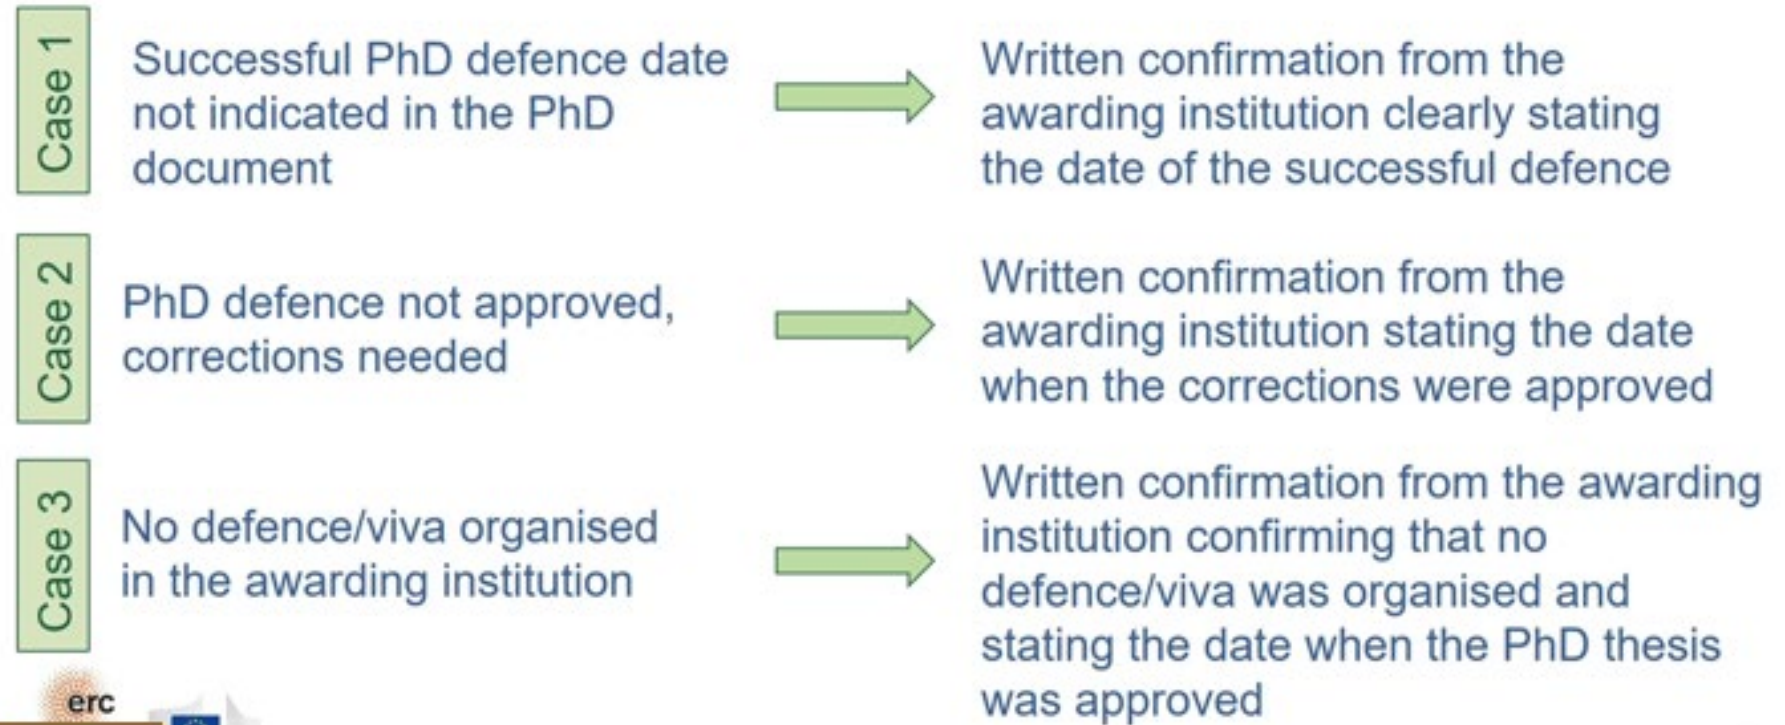 Case 1
Successful PhD defence date
not indicated in the PhD
document
Written confirmation from the
awarding institution clearly stating
the date of the successful defence
Case 2
PhD defence not approved,
corrections needed
Written confirmation from the
awarding institution stating the date
when the corrections were approved
Case 3
No defence/viva organised
in the awarding institution
Written confirmation from the awarding
institution confirming that no
defence/viva was organised and
stating the date when the PhD thesis
was approved
erc